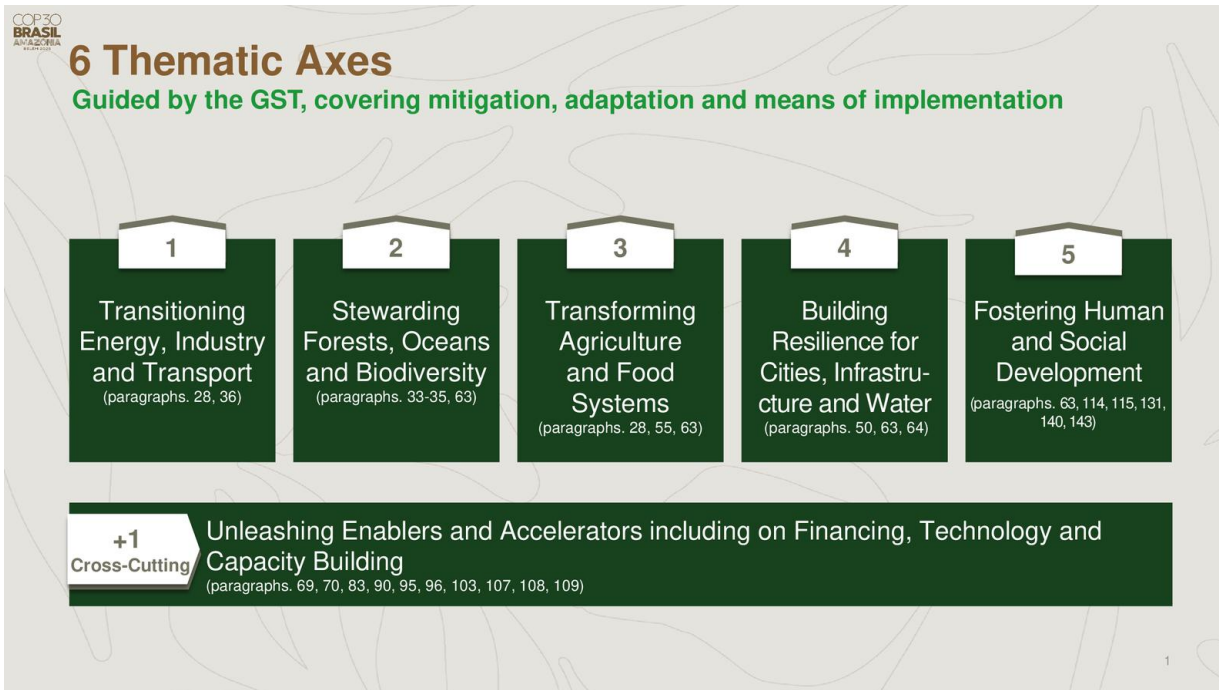 COP30
BRASIL
AMAZÔNIA
6 Thematic Axes
Guided by the GST, covering mitigation, adaptation and means of implementation
1
Transitioning
Energy, Industry
and Transport
(paragraphs. 28, 36)
2
Stewarding
Forests, Oceans
and Biodiversity
(paragraphs. 33-35, 63)
3
Transforming
Agriculture
and Food
Systems
(paragraphs. 28, 55, 63)
4
Building
Resilience for
Cities, Infrastru-
cture and Water
(paragraphs. 50, 63, 64)
5
Fostering Human
and Social
Development
(paragraphs. 63, 114, 115, 131,
140, 143)
+1
Cross-Cutting
Unleashing Enablers and Accelerators including on Financing, Technology and
Capacity Building
(paragraphs. 69, 70, 83, 90, 95, 96, 103, 107, 108, 109)
1